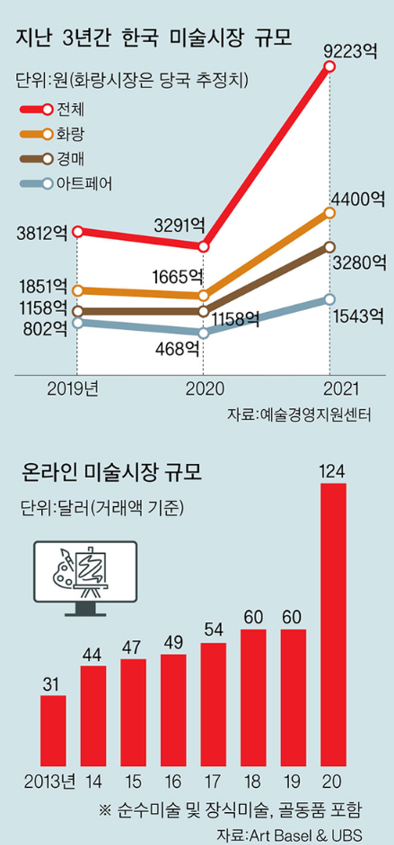 지난 3년간 한국 미술시장 규모
단위:원(화랑시장은 당국 추정치)
전체
화랑
경매
아트페어
9223억
3812억
3291억
4400억
1851억
1665억
3280억
1158억
1158억
802억
468억
1543억
2019년 2020 2021
자료:예술경영지원센터
온라인 미술시장 규모
단위:달러(거래액 기준)
124
60 60
54
49
47
44
31
2013년 14 15 16 17 18 19 20
※ 순수미술 및 장식미술, 골동품 포함
자료:Art Basel & UBS